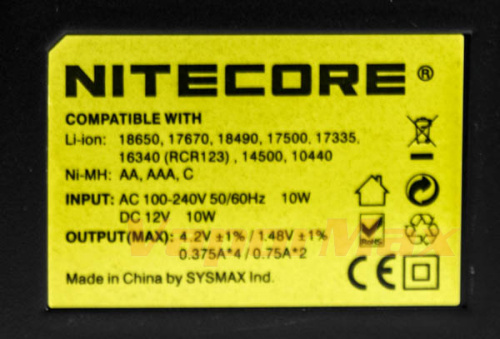 NITECORE ®
COMPATIBLE WITH
Li-ion: 18650, 17670, 18490, 17500, 17335,
16340 (RCR123) , 14500, 10440
Ni-MH: AA, AAA, C
INPUT: AC 100-240V 50/60Hz 10W
DC 12V 10W
OUTPUT(MAX): 4.2V ±1% / 1.48V ±1%
0.375A*4 / 0.75A*2
Made in China by SYSMAX Ind.
RoHS
CE